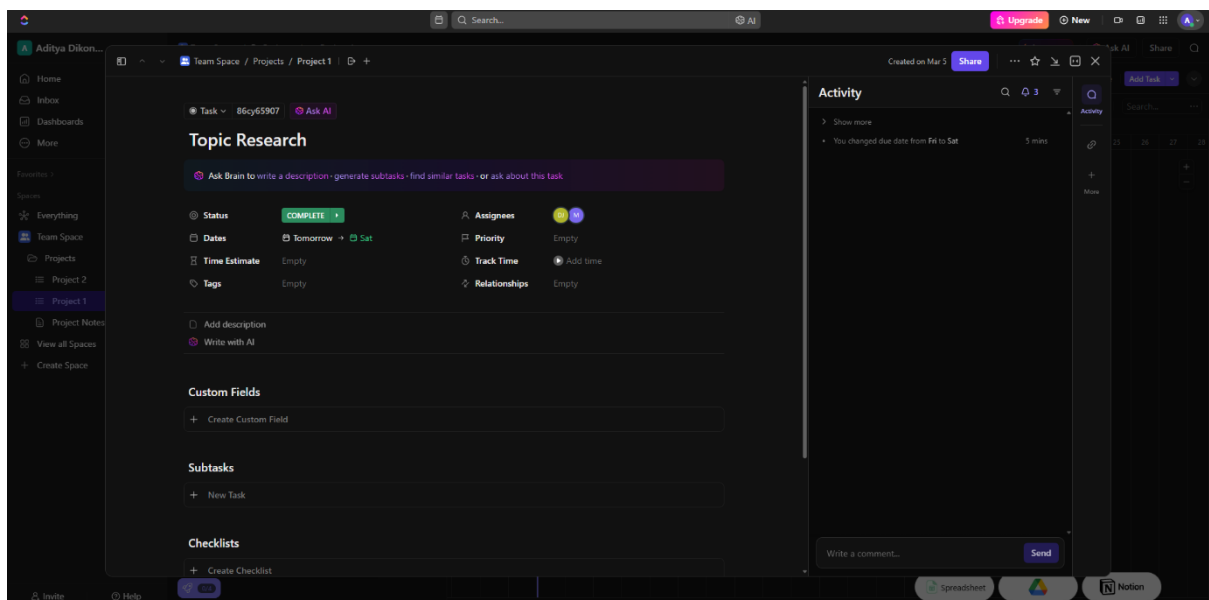 Search...
AI
Upgrade
New
A
A Aditya Dikon...
Home
Inbox
Dashboards
More
Favorites
Spaces
Everything
Team Space
Projects
Project 2
Project 1
Project Notes
View all Spaces
Create Space
Invite
Help
Team Space / Projects / Project 1
Created on Mar 5
Share
Task
86cy65907
Ask AI
Topic Research
Ask Brain to write a description · generate subtasks · find similar tasks · or ask about this task
Status COMPLETE
Assignees DI M
Dates Tomorrow → Sat
Priority Empty
Time Estimate Empty
Track Time Add time
Tags Empty
Relationships Empty
Add description
Write with AI
Custom Fields
+ Create Custom Field
Subtasks
+ New Task
Checklists
+ Create Checklist
Activity
3
Show more
You changed due date from Fri to Sat 5 mins
Write a comment...
Send
Activity
More
sk AI
Share
Add Task
Search...
25 26 27 28
Spreadsheet
Notion